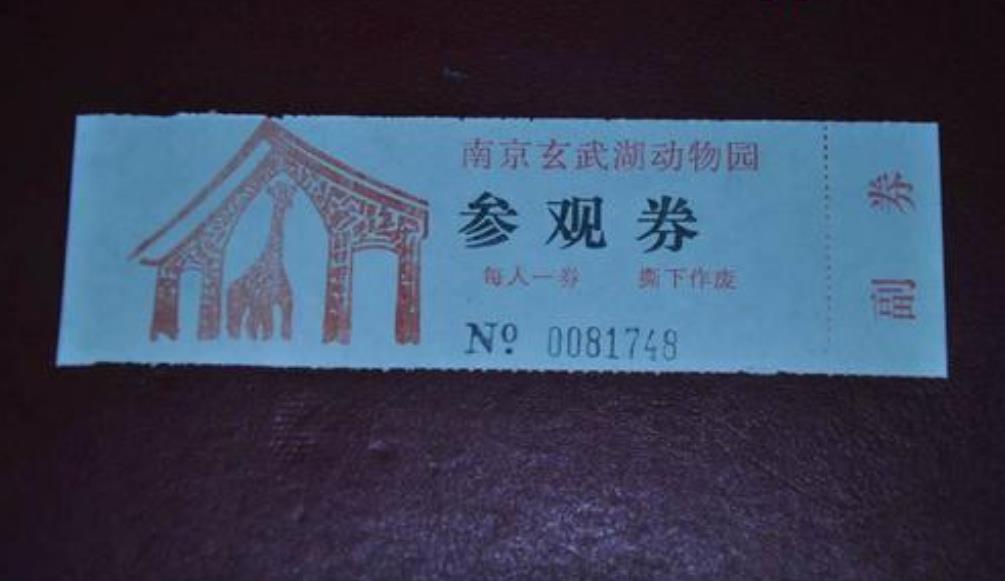 南京玄武湖动物园
参观券
每人一券 撕下作废
Nº 0081748
副券